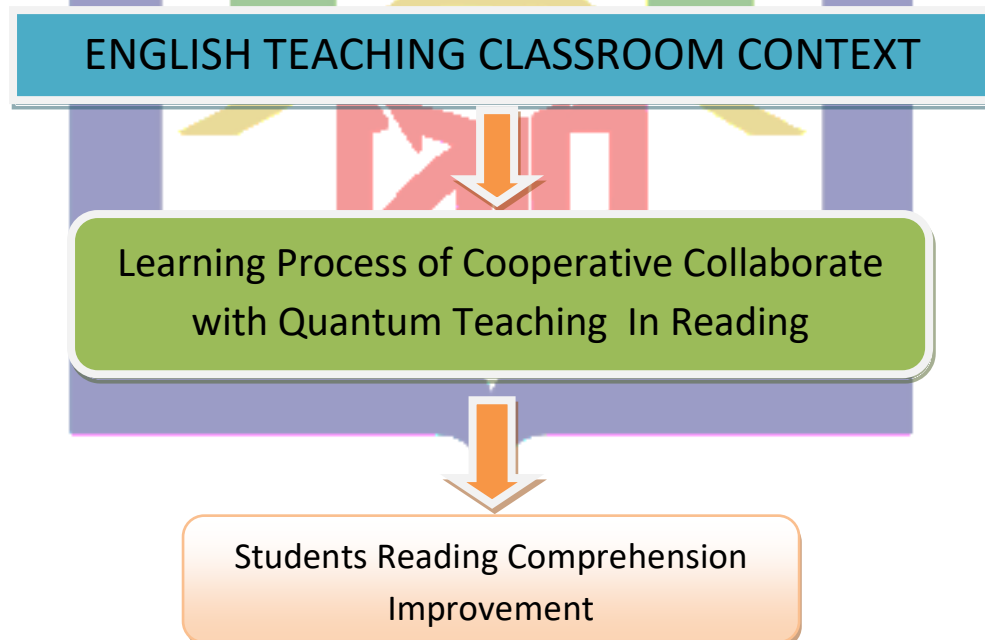 ENGLISH TEACHING CLASSROOM CONTEXT
Learning Process of Cooperative Collaborate
with Quantum Teaching In Reading
Students Reading Comprehension
Improvement